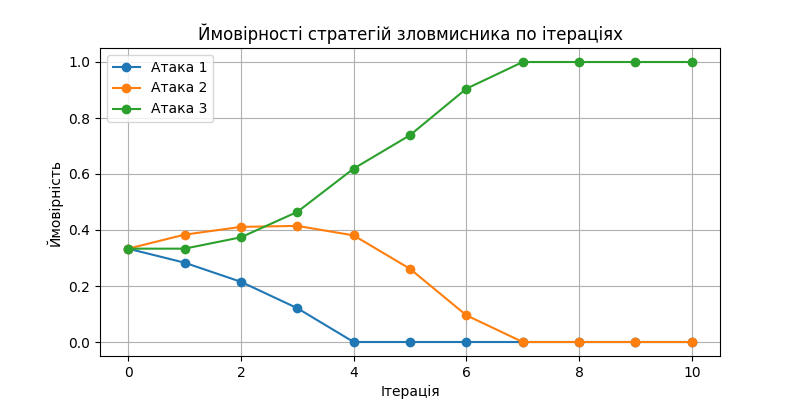 Ймовірності стратегій зловмисника по ітераціях
Атака 1
Атака 2
Атака 3
Ймовірність
1.0
0.8
0.6
0.4
0.2
0.0
0 2 4 6 8 10
Ітерація